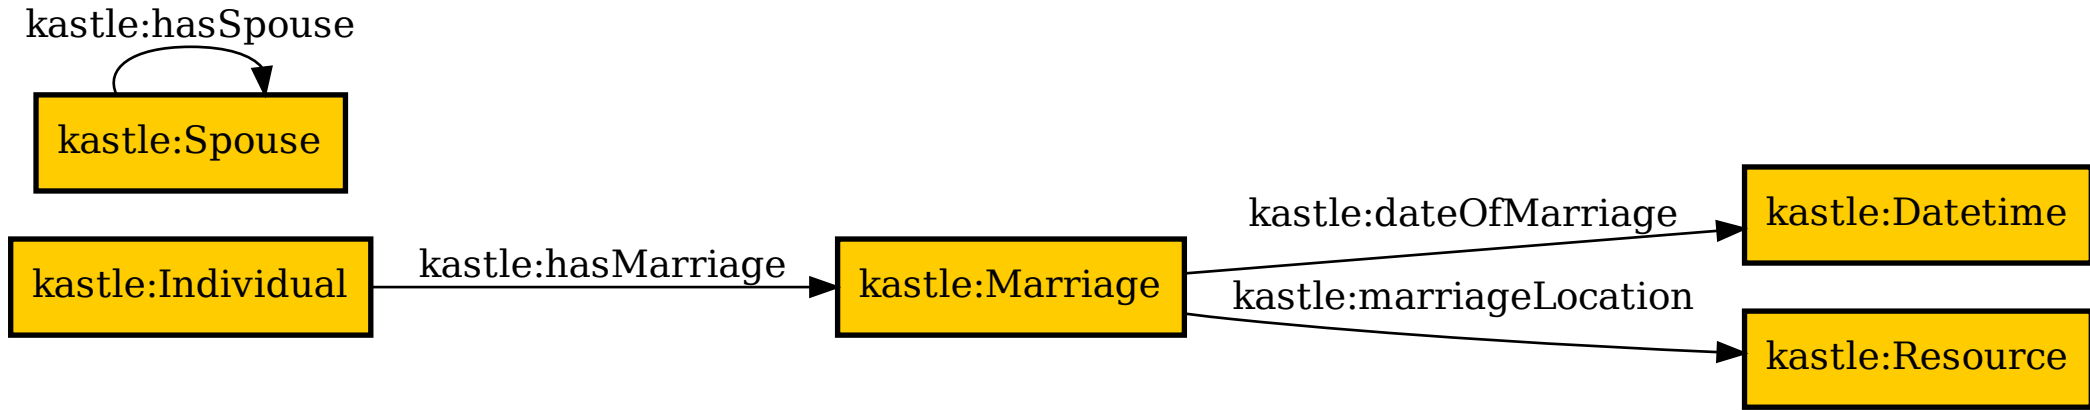 kastle:hasSpouse
kastle:Spouse
kastle:Individual
kastle:hasMarriage
kastle:Marriage
kastle:dateOfMarriage
kastle:marriageLocation
kastle:Datetime
kastle:Resource